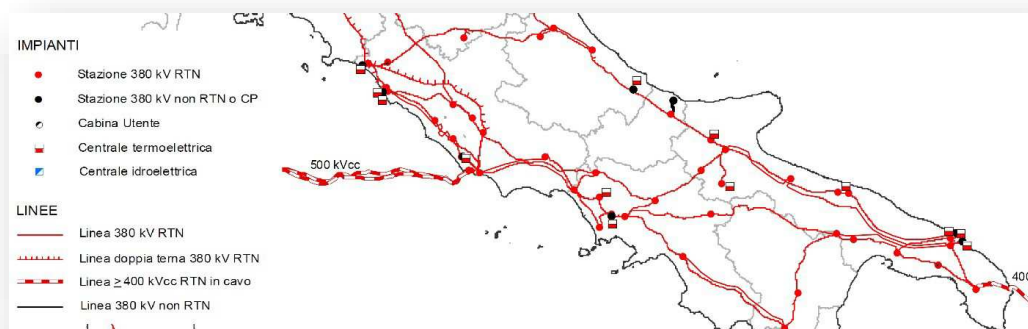 IMPIANTI
Stazione 380 kV RTN
Stazione 380 kV non RTN o CP
Cabina Utente
Centrale termoelettrica
Centrale idroelettrica
500 kVcc
LINEE
Linea 380 kV RTN
Linea doppia terna 380 kV RTN
Linea ≥ 400 kVcc RTN in cavo
400
Linea 380 kV non RTN